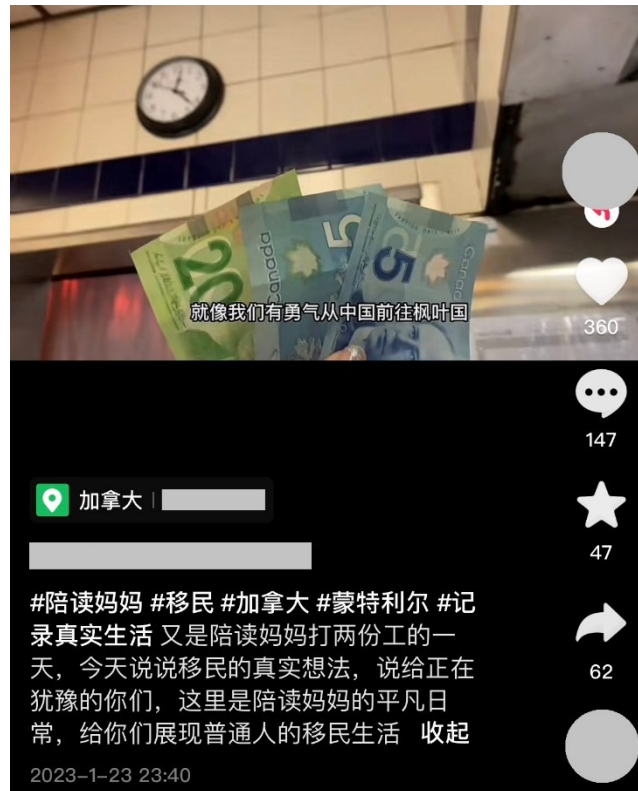 20
Canada
5
5
Canada
就像我们有勇气从中国前往枫叶国
360
147
47
62
加拿大
#陪读妈妈 #移民 #加拿大 #蒙特利尔 #记
录真实生活 又是陪读妈妈打两份工的一
天，今天说说移民的真实想法，说给正在
犹豫的你们，这里是陪读妈妈的平凡日
常，给你们展现普通人的移民生活 收起
2023-1-23 23:40